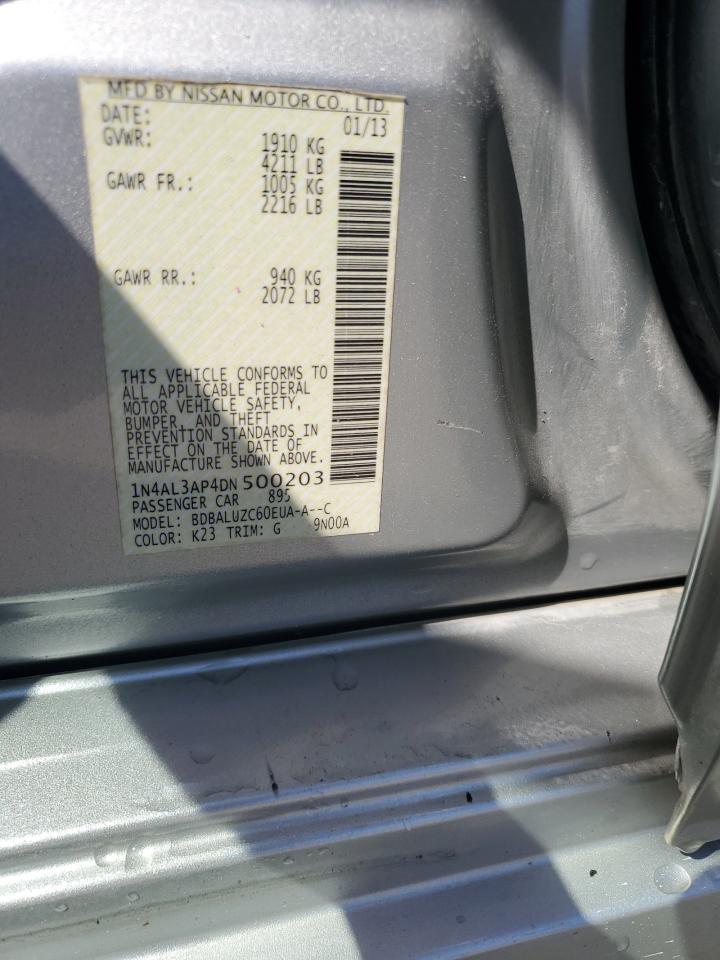 MFD BY NISSAN MOTOR CO., LTD.
DATE: 01/13
GVWR: 1910 KG
4211 LB
GAWR FR.: 1005 KG
2216 LB
GAWR RR.: 940 KG
2072 LB
THIS VEHICLE CONFORMS TO
ALL APPLICABLE FEDERAL
MOTOR VEHICLE SAFETY,
BUMPER, AND THEFT
PREVENTION STANDARDS IN
EFFECT ON THE DATE OF
MANUFACTURE SHOWN ABOVE.
1N4AL3AP4DN 500203
PASSENGER CAR 895
MODEL: BDBALUZC60EUA-A--C
COLOR: K23 TRIM: G 9N00A